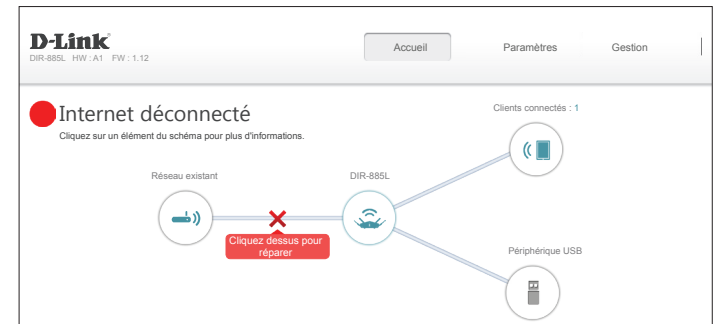 D-Link
DIR-885L HW : A1 FW : 1.12
Accueil
Paramètres
Gestion
Internet déconnecté
Cliquez sur un élément du schéma pour plus d'informations.
Clients connectés : 1
Réseau existant
DIR-885L
Cliquez dessus pour
réparer
Périphérique USB